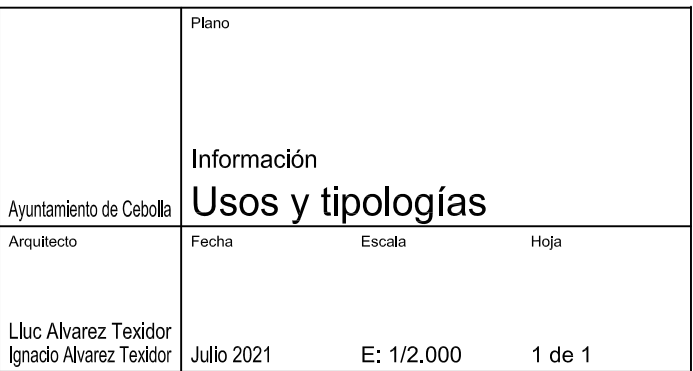 Plano
Información
Usos y tipologías
Ayuntamiento de Cebolla
Arquitecto
Fecha
Escala
Hoja
Lluc Alvarez Texidor
Ignacio Alvarez Texidor
Julio 2021
E: 1/2.000
1 de 1